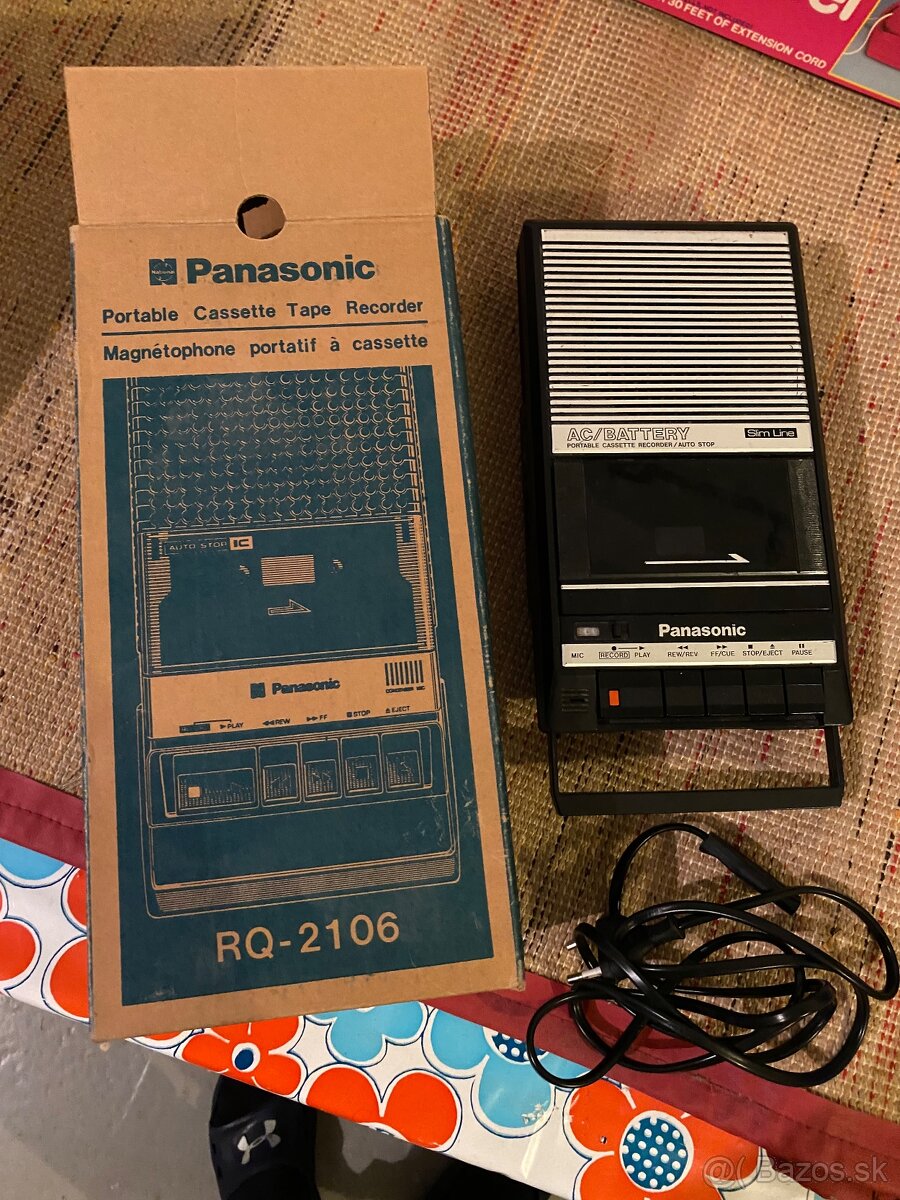 30 FEET OF EXTENSION CORD
National
Panasonic
Portable Cassette Tape Recorder
Magnétophone portatif à cassette
AUTO STOP IC
Panasonic
PLAY
REW
FF
STOP
EJECT
RQ-2106
AC/BATTERY
Slim Line
PORTABLE CASSETTE RECORDER/AUTO STOP
Panasonic
MIC RECORD PLAY REW/REV FF/CUE STOP/EJECT PAUSE
@Bazos.sk